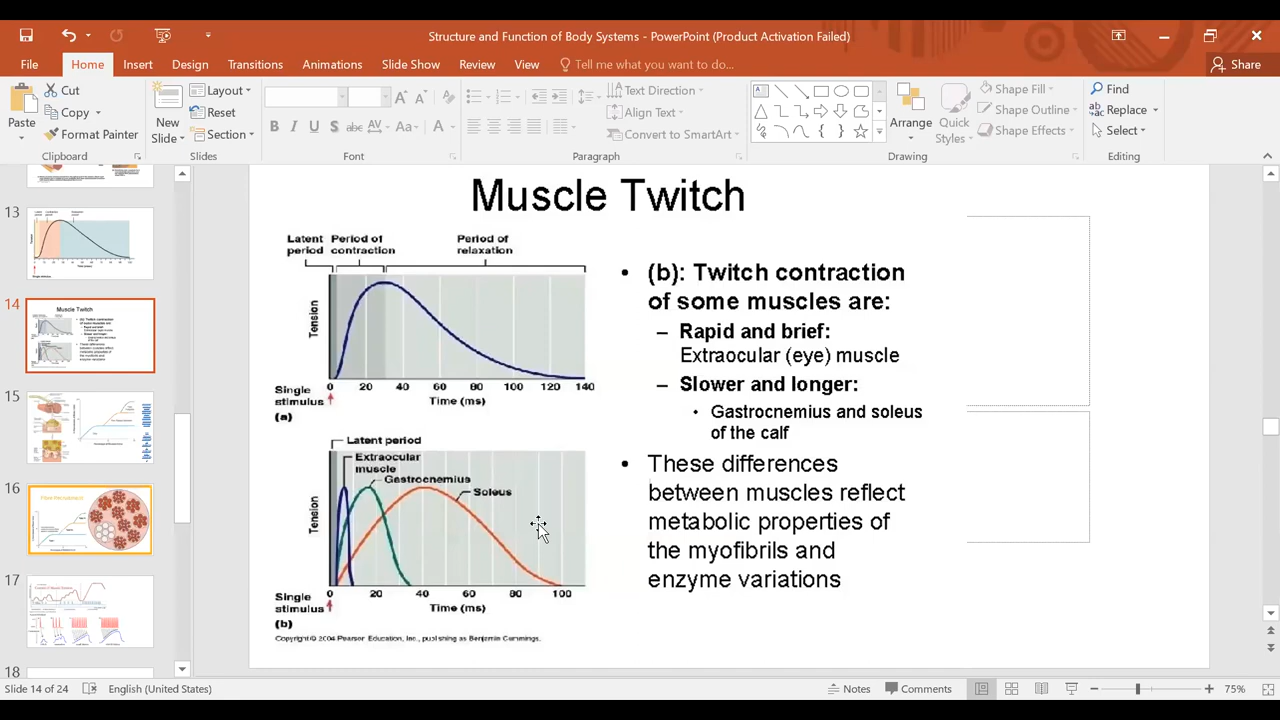 Structure and Function of Body Systems - PowerPoint (Product Activation Failed)
File Home Insert Design Transitions Animations Slide Show Review View Tell me what you want to do... Share
Paste
Cut
Copy
Format Painter
Clipboard
New
Slide
Layout
Reset
Section
Slides
B I U S abc AV Aa A
Font
Text Direction
Align Text
Convert to SmartArt
Paragraph
Arrange
Quick
Styles
Shape Fill
Shape Outline
Shape Effects
Drawing
Find
Replace
Select
Editing
13
14
Muscle Twitch
15
16
17
18
Muscle Twitch
Latent
period
Period of
contraction
Period of
relaxation
Tension
0 20 40 60 80 100 120 140
Single
stimulus
Time (ms)
(a)
Latent period
Extraocular
muscle
Gastrocnemius
Soleus
Tension
0 20 40 60 80 100
Single
stimulus
Time (ms)
(b)
Copyright © 2004 Pearson Education, Inc., publishing as Benjamin Cummings.
• (b): Twitch contraction
of some muscles are:
– Rapid and brief:
Extraocular (eye) muscle
– Slower and longer:
• Gastrocnemius and soleus
of the calf
• These differences
between muscles reflect
metabolic properties of
the myofibrils and
enzyme variations
Slide 14 of 24 English (United States) Notes Comments 75%